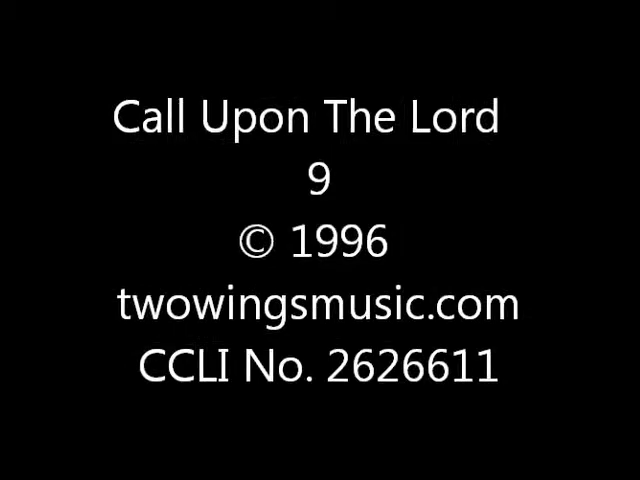 Call Upon The Lord
9
© 1996
twowingsmusic.com
CCLI No. 2626611